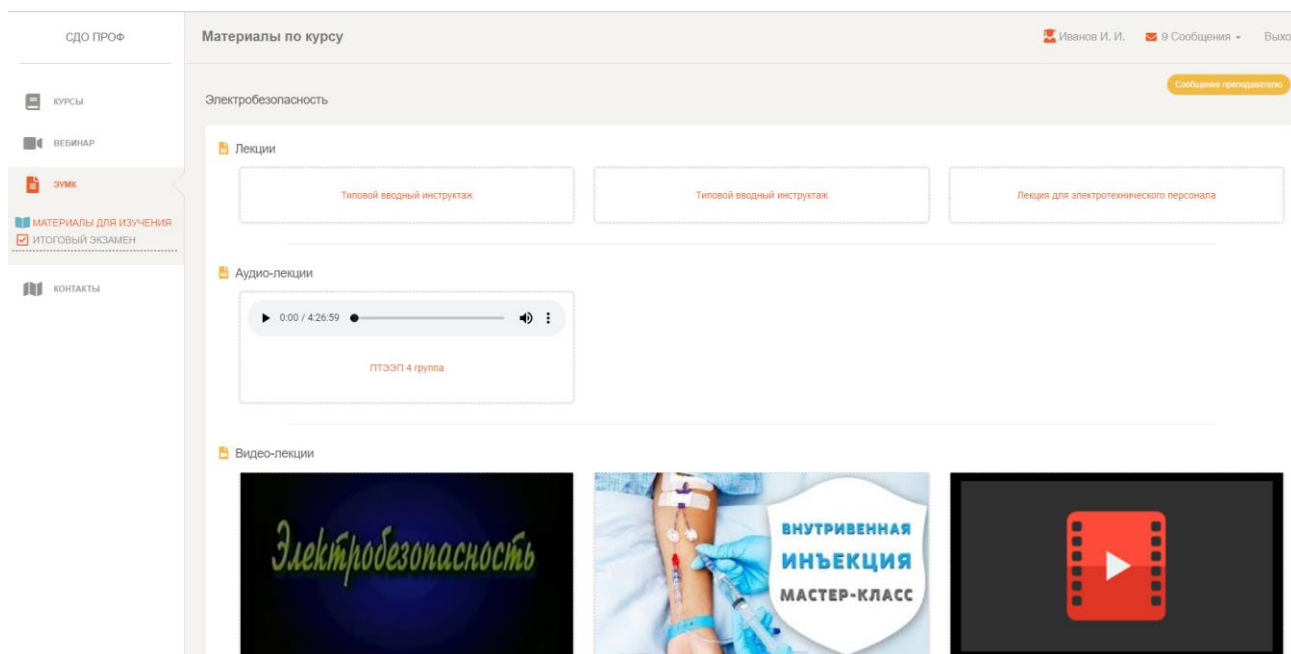 СДО ПРОФ
Материалы по курсу
Иванов И. И.
9 Сообщения
Выхо
КУРСЫ
ВЕБИНАР
ЭУМК
МАТЕРИАЛЫ ДЛЯ ИЗУЧЕНИЯ
ИТОГОВЫЙ ЭКЗАМЕН
КОНТАКТЫ
Сообщение преподавателю
Электробезопасность
Лекции
Типовой вводный инструктаж
Типовой вводный инструктаж
Лекция для электротехнического персонала
Аудио-лекции
0:00 / 4:26:59
ПТЭЭП 4 группа
Видео-лекции
Электробезопасность
ВНУТРИВЕННАЯ
ИНЪЕКЦИЯ
МАСТЕР-КЛАСС